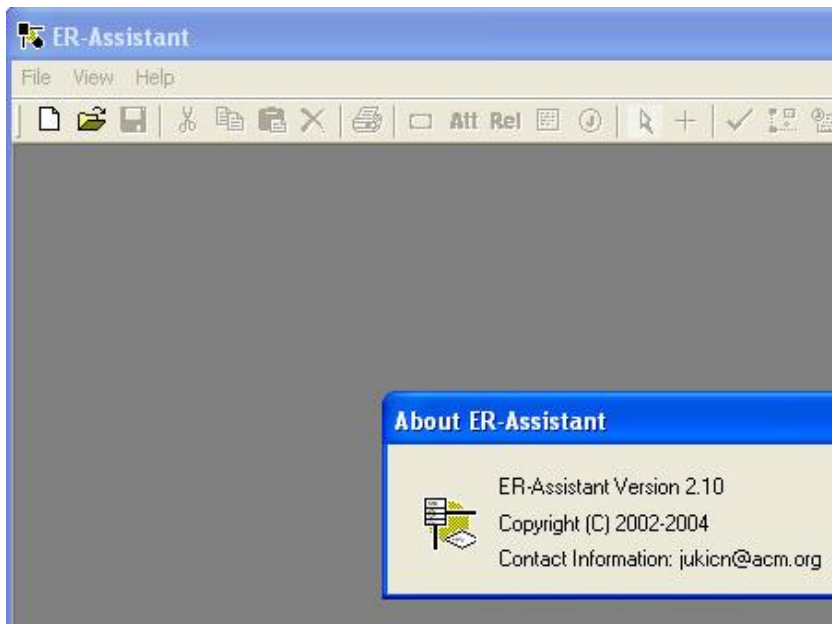 ER-Assistant
File View Help
Att Rel
About ER-Assistant
ER-Assistant Version 2.10
Copyright (C) 2002-2004
Contact Information: jukicn@acm.org